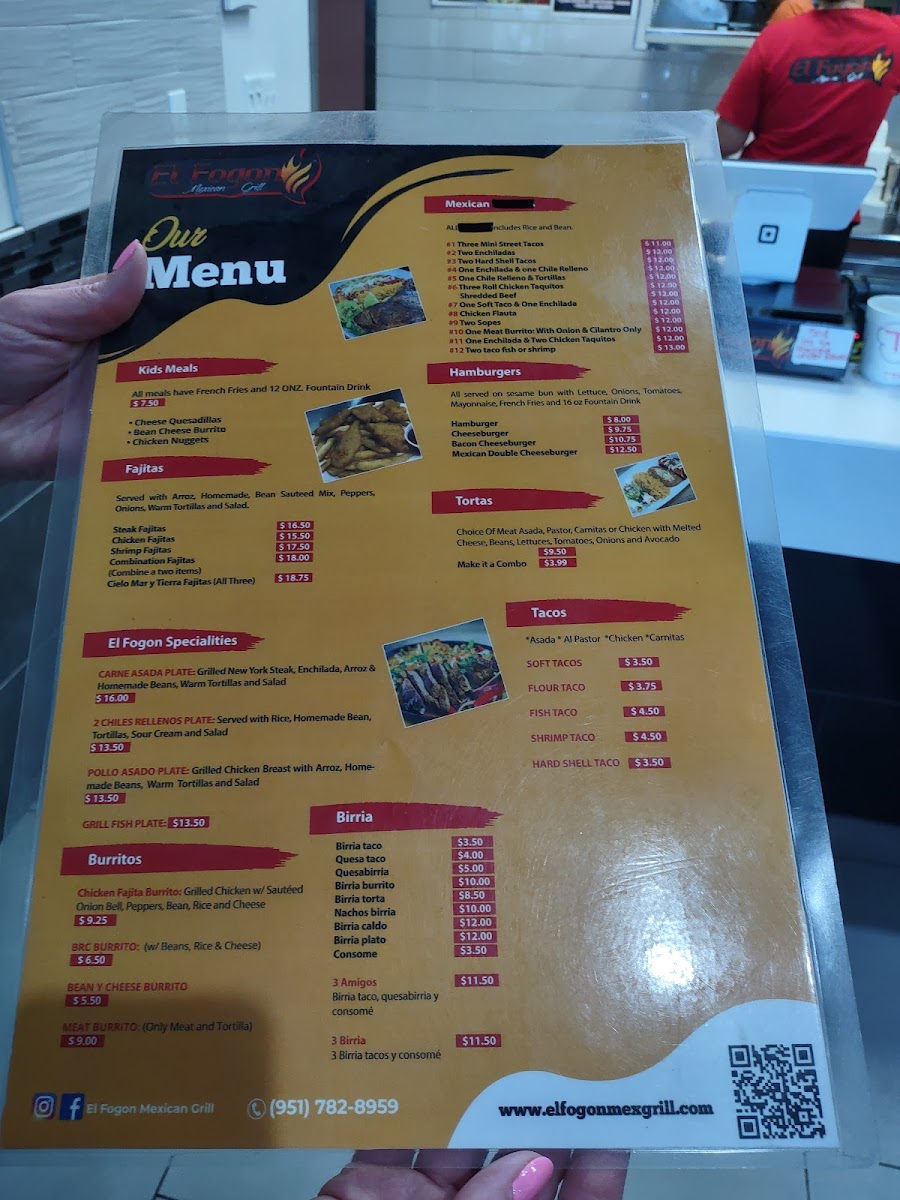 El Fogon
Mexican Grill
Our
Menu
Mexican
ALL includes Rice and Bean.
#1 Three Mini Street Tacos $ 11.00
#2 Two Enchiladas $ 12.00
#3 Two Hard Shell Tacos $ 12.00
#4 One Enchilada & one Chile Relleno $ 12.00
#5 One Chile Relleno & Tortillas $ 12.00
#6 Three Roll Chicken Taquitos $ 12.00
Shredded Beef $ 12.00
#7 One Soft Taco & One Enchilada $ 12.00
#8 Chicken Flauta $ 12.00
#9 Two Sopes $ 12.00
#10 One Meat Burrito: With Onion & Cilantro Only $ 12.00
#11 One Enchilada & Two Chicken Taquitos $ 12.00
#12 Two taco fish or shrimp $ 13.00
Kids Meals
All meals have French Fries and 12 ONZ. Fountain Drink
$ 7.50
• Cheese Quesadillas
• Bean Cheese Burrito
• Chicken Nuggets
Hamburgers
All served on sesame bun with Lettuce, Onions, Tomatoes,
Mayonnaise, French Fries and 16 oz Fountain Drink
Hamburger $ 8.00
Cheeseburger $ 9.75
Bacon Cheeseburger $10.75
Mexican Double Cheeseburger $12.50
Fajitas
Served with Arroz, Homemade, Bean Sauteed Mix, Peppers,
Onions, Warm Tortillas and Salad.
Steak Fajitas $ 16.50
Chicken Fajitas $ 15.50
Shrimp Fajitas $ 17.50
Combination Fajitas $ 18.00
(Combine a two items)
Cielo Mar y Tierra Fajitas (All Three) $ 18.75
Tortas
Choice Of Meat Asada, Pastor, Carnitas or Chicken with Melted
Cheese, Beans, Lettuces, Tomatoes, Onions and Avocado
$9.50
Make it a Combo $3.99
El Fogon Specialities
CARNE ASADA PLATE: Grilled New York Steak, Enchilada, Arroz &
Homemade Beans, Warm Tortillas and Salad
$ 16.00
2 CHILES RELLENOS PLATE: Served with Rice, Homemade Bean,
Tortillas, Sour Cream and Salad
$ 13.50
POLLO ASADO PLATE: Grilled Chicken Breast with Arroz, Home-
made Beans, Warm Tortillas and Salad
$ 13.50
GRILL FISH PLATE: $13.50
Tacos
*Asada * Al Pastor *Chicken *Carnitas
SOFT TACOS $ 3.50
FLOUR TACO $ 3.75
FISH TACO $ 4.50
SHRIMP TACO $ 4.50
HARD SHELL TACO $ 3.50
Burritos
Chicken Fajita Burrito: Grilled Chicken w/ Sautéed
Onion Bell, Peppers, Bean, Rice and Cheese
$ 9.25
BRC BURRITO: (w/ Beans, Rice & Cheese)
$ 6.50
BEAN Y CHEESE BURRITO
$ 5.50
MEAT BURRITO: (Only Meat and Tortilla)
$ 9.00
Birria
Birria taco $3.50
Quesa taco $4.00
Quesabirria $5.00
Birria burrito $10.00
Birria torta $8.50
Nachos birria $10.00
Birria caldo $12.00
Birria plato $12.00
Consome $3.50
3 Amigos $11.50
Birria taco, quesabirria y
consomé
3 Birria $11.50
3 Birria tacos y consomé
El Fogon Mexican Grill
(951) 782-8959
www.elfogonmexgrill.com
El Fogon